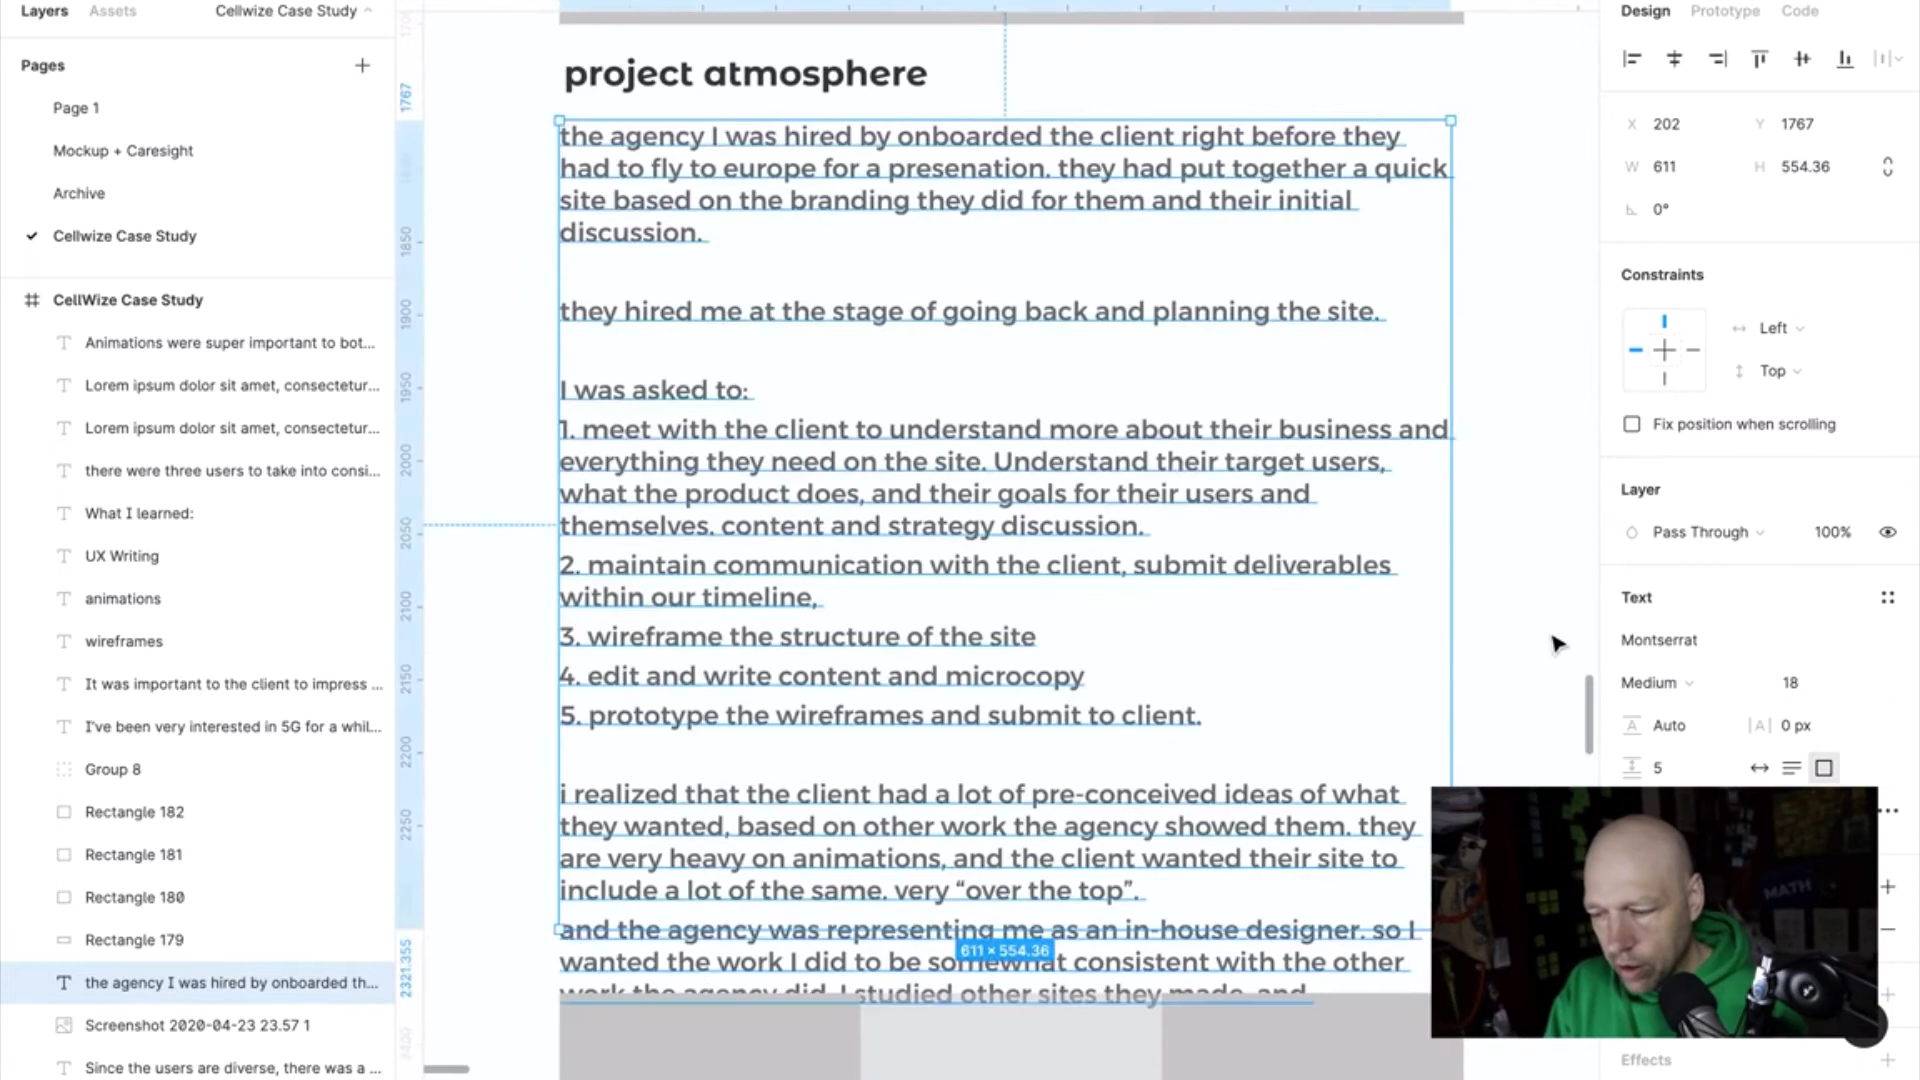 Layers
Assets
Cellwize Case Study
Pages
Page 1
Mockup + Caresight
Archive
Cellwize Case Study
CellWize Case Study
Animations were super important to bot...
Lorem ipsum dolor sit amet, consectetur...
Lorem ipsum dolor sit amet, consectetur...
there were three users to take into consi...
What I learned:
UX Writing
animations
wireframes
It was important to the client to impress ...
I've been very interested in 5G for a whil...
Group 8
Rectangle 182
Rectangle 181
Rectangle 180
Rectangle 179
the agency I was hired by onboarded th...
Screenshot 2020-04-23 23.57 1
Since the users are diverse, there was a ...
1767
1850
1900
1950
2000
2050
2100
2150
2200
2250
2321.355
project atmosphere
the agency I was hired by onboarded the client right before they
had to fly to europe for a presenation. they had put together a quick
site based on the branding they did for them and their initial
discussion.
they hired me at the stage of going back and planning the site.
I was asked to:
1. meet with the client to understand more about their business and
everything they need on the site. Understand their target users,
what the product does, and their goals for their users and
themselves. content and strategy discussion.
2. maintain communication with the client, submit deliverables
within our timeline,
3. wireframe the structure of the site
4. edit and write content and microcopy
5. prototype the wireframes and submit to client.
i realized that the client had a lot of pre-conceived ideas of what
they wanted, based on other work the agency showed them. they
are very heavy on animations, and the client wanted their site to
include a lot of the same. very “over the top”.
and the agency was representing me as an in-house designer. so I
wanted the work I did to be somewhat consistent with the other
work the agency did. I studied other sites they made, and
611 × 554.36
Design
Prototype
Code
X 202
Y 1767
W 611
H 554.36
0°
Constraints
Left
Top
Fix position when scrolling
Layer
Pass Through
100%
Text
Montserrat
Medium
18
Auto
0 px
5
MATH
Effects